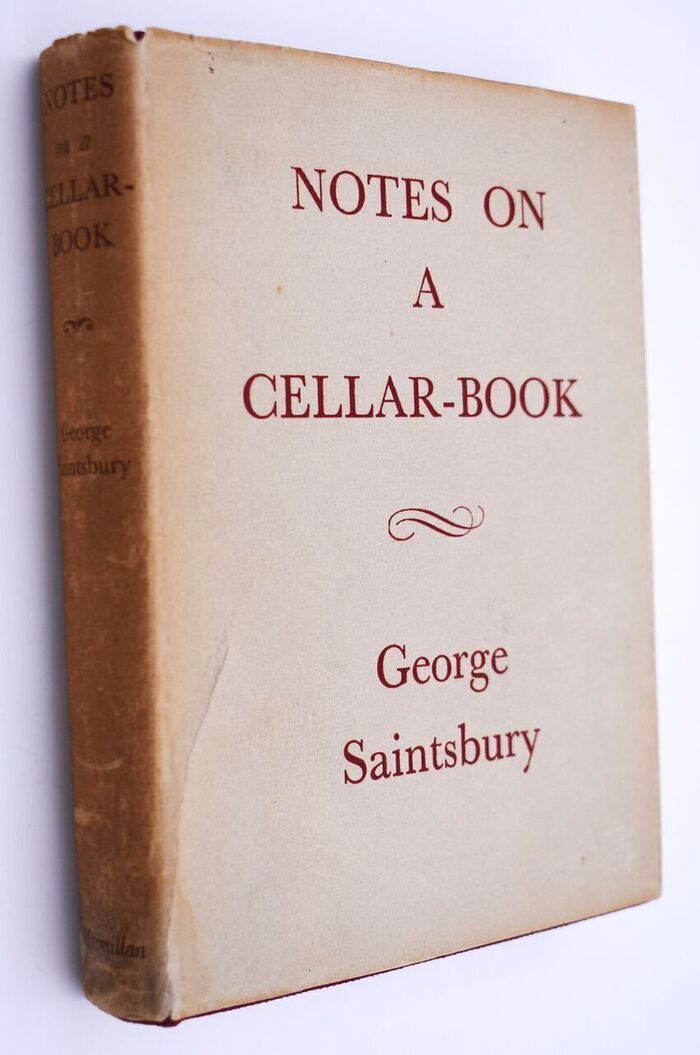 NOTES
on a
CELLAR-
BOOK
George
Saintsbury
Macmillan
NOTES ON
A
CELLAR-BOOK
George
Saintsbury